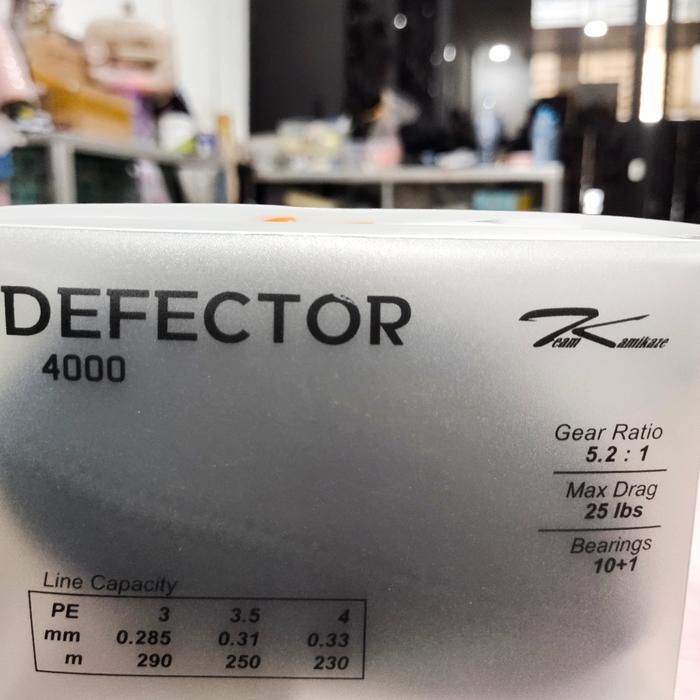 DEFECTOR
4000
Team Kamikaze
Gear Ratio
5.2 : 1
Max Drag
25 lbs
Bearings
10+1
Line Capacity
PE 3 3.5 4
mm 0.285 0.31 0.33
m 290 250 230